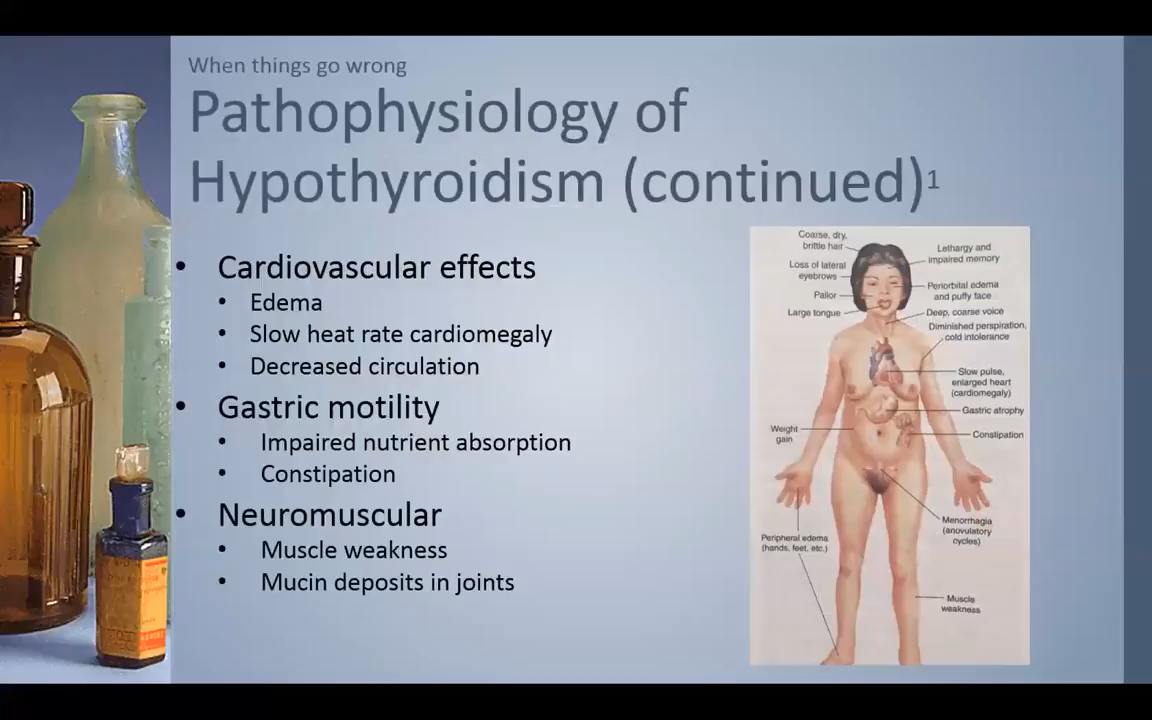 When things go wrong
Pathophysiology of
Hypothyroidism (continued)1
• Cardiovascular effects
• Edema
• Slow heat rate cardiomegaly
• Decreased circulation
• Gastric motility
• Impaired nutrient absorption
• Constipation
• Neuromuscular
• Muscle weakness
• Mucin deposits in joints
Coarse, dry,
brittle hair
Loss of lateral
eyebrows
Pallor
Large tongue
Lethargy and
impaired memory
Periorbital edema
and puffy face
Deep, coarse voice
Diminished perspiration,
cold intolerance
Slow pulse,
enlarged heart
(cardiomegaly)
Gastric atrophy
Constipation
Weight
gain
Menorrhagia
(anovulatory
cycles)
Peripheral edema
(hands, feet, etc.)
Muscle
weakness